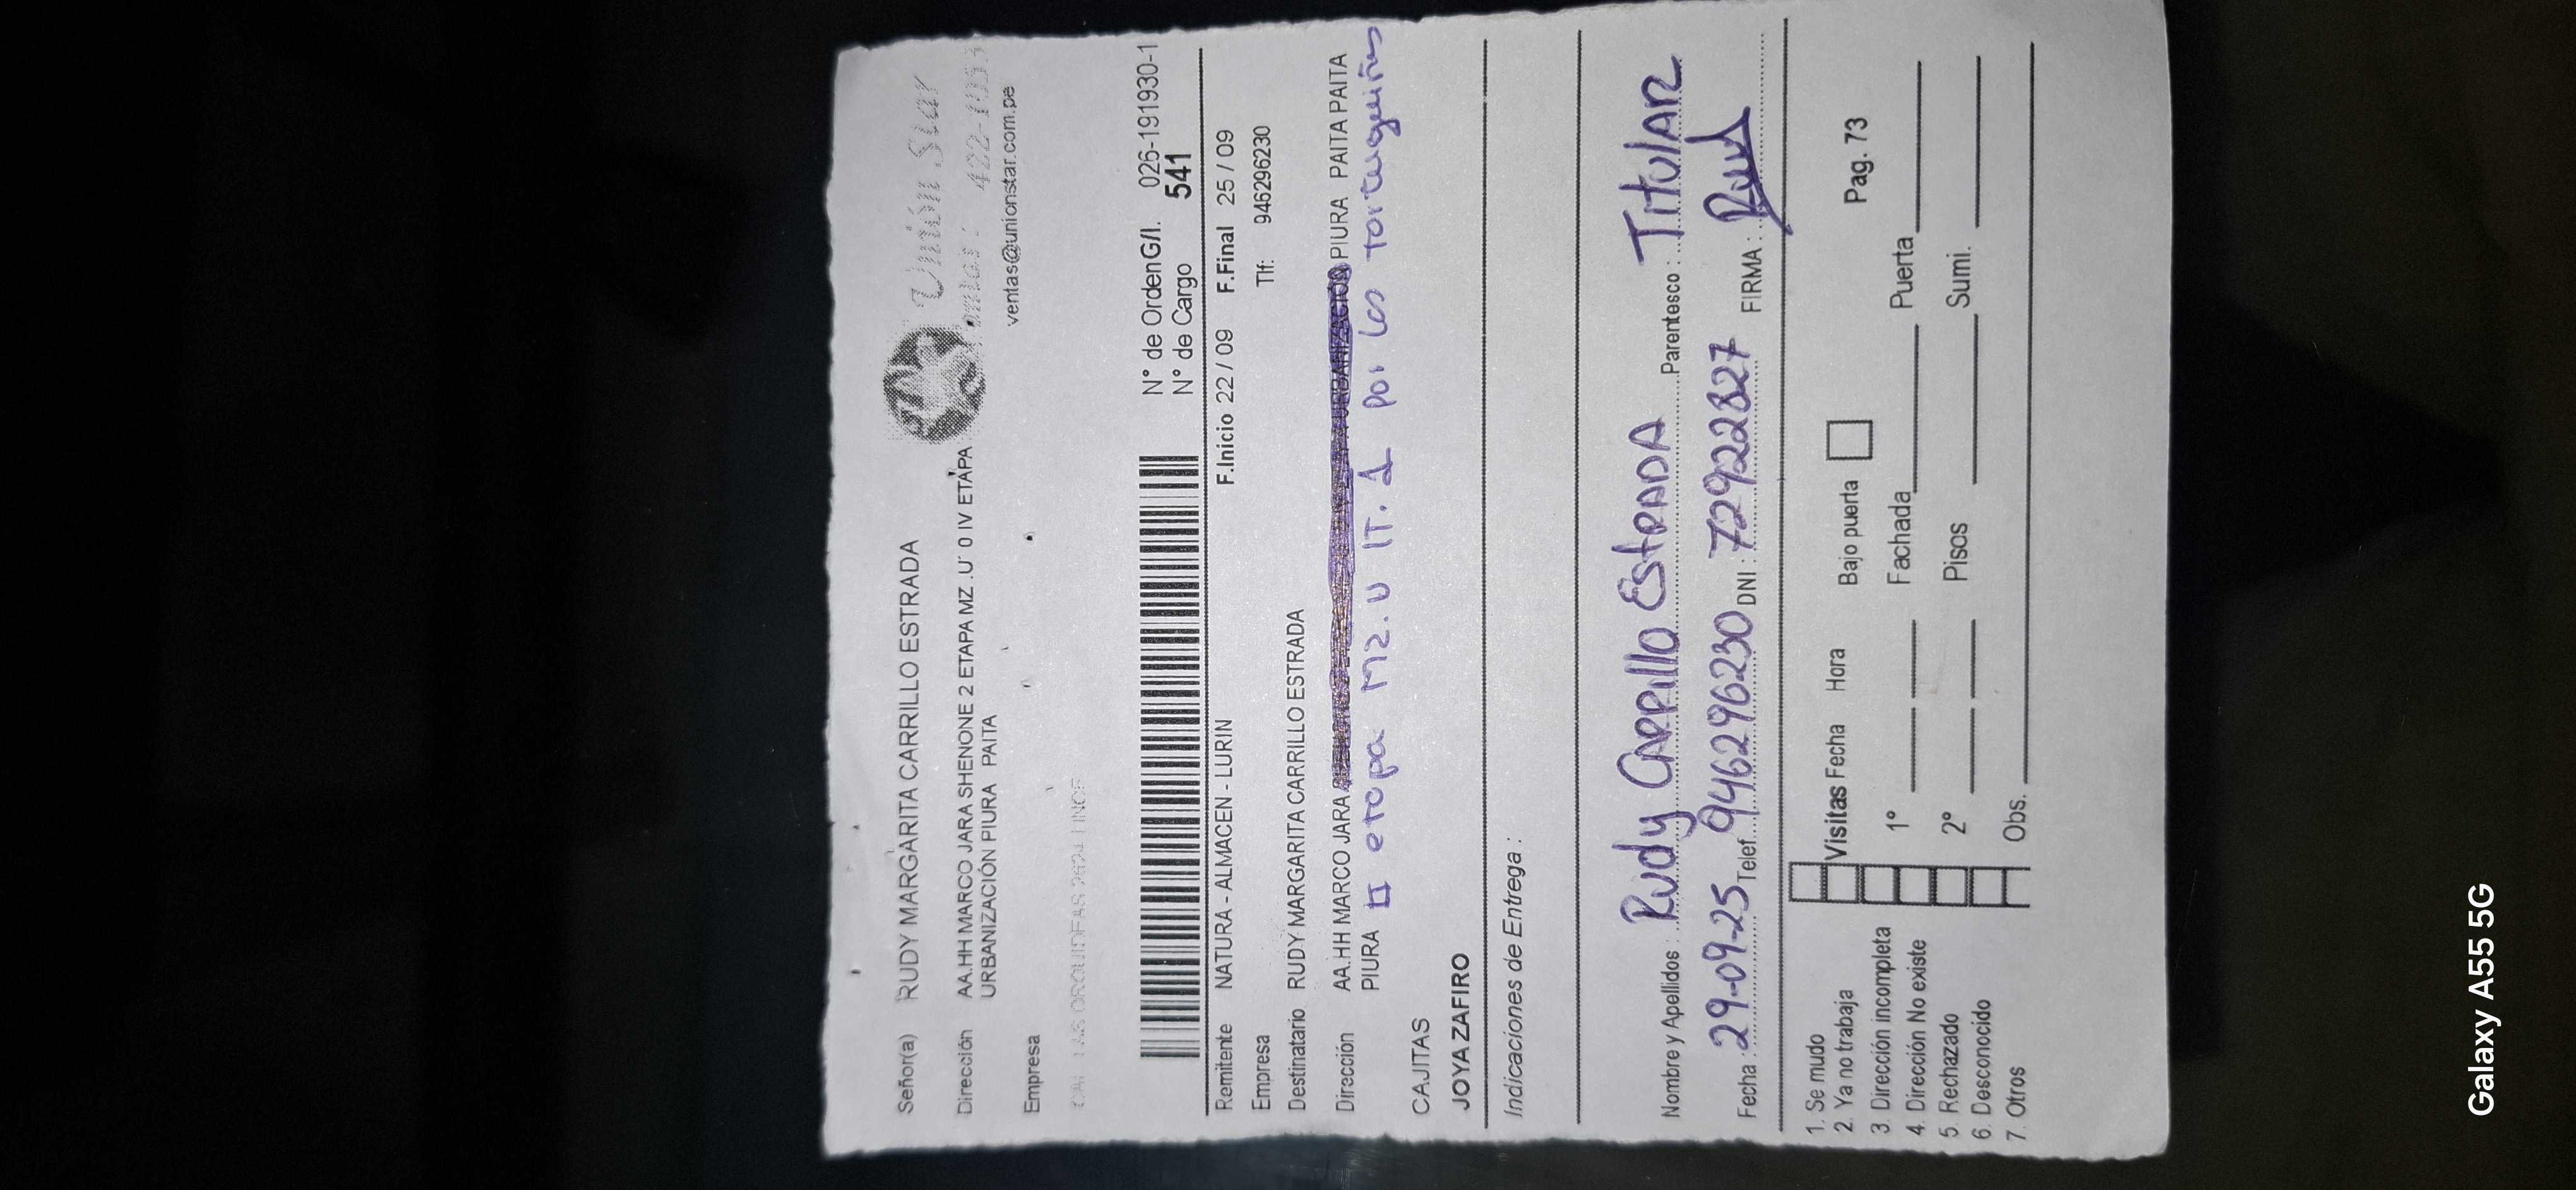 Señor(a) RUDY MARGARITA CARRILLO ESTRADA
Unión Star
Dirección AA.HH MARCO JARA SHENONE 2 ETAPA MZ .U' 0 IV ETAPA
URBANIZACIÓN PIURA PAITA
422-
ventas@unionstar.com.pe
Empresa
N° de OrdenG/I. 026-191930-1
N° de Cargo 541
Remitente NATURA - ALMACEN - LURIN F.Inicio 22 / 09 F.Final 25 / 09
Empresa Tlf: 946296230
Destinatario RUDY MARGARITA CARRILLO ESTRADA
Dirección AA.HH MARCO JARA URBANIZACIÓN PIURA PAITA PAITA
PIURA II etapa Mz. U lT. 1 por los tortugueiños
CAJITAS
JOYA ZAFIRO
Indicaciones de Entrega :
Nombre y Apellidos : Rudy CARRillo EstRADA Parentesco : TitulAR
Fecha : 29-09-25 Telef. 946296230 DNI : 72922827 FIRMA : Rud
1. Se mudo
2. Ya no trabaja Visitas Fecha Hora Bajo puerta Pag. 73
3. Dirección incompleta
4. Dirección No existe 1° Fachada Puerta
5. Rechazado
6. Desconocido 2° Pisos Sumi.
7. Otros Obs.
Galaxy A55 5G